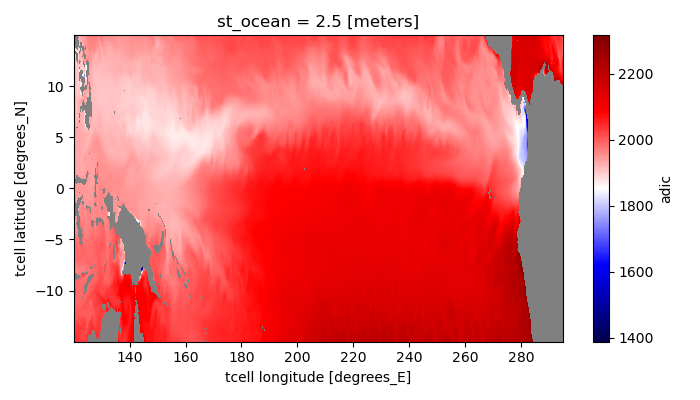 st_ocean = 2.5 [meters]
tcell latitude [degrees_N]
10
5
0
−5
−10
140 160 180 200 220 240 260 280
tcell longitude [degrees_E]
2200
2000
1800
1600
1400
adic